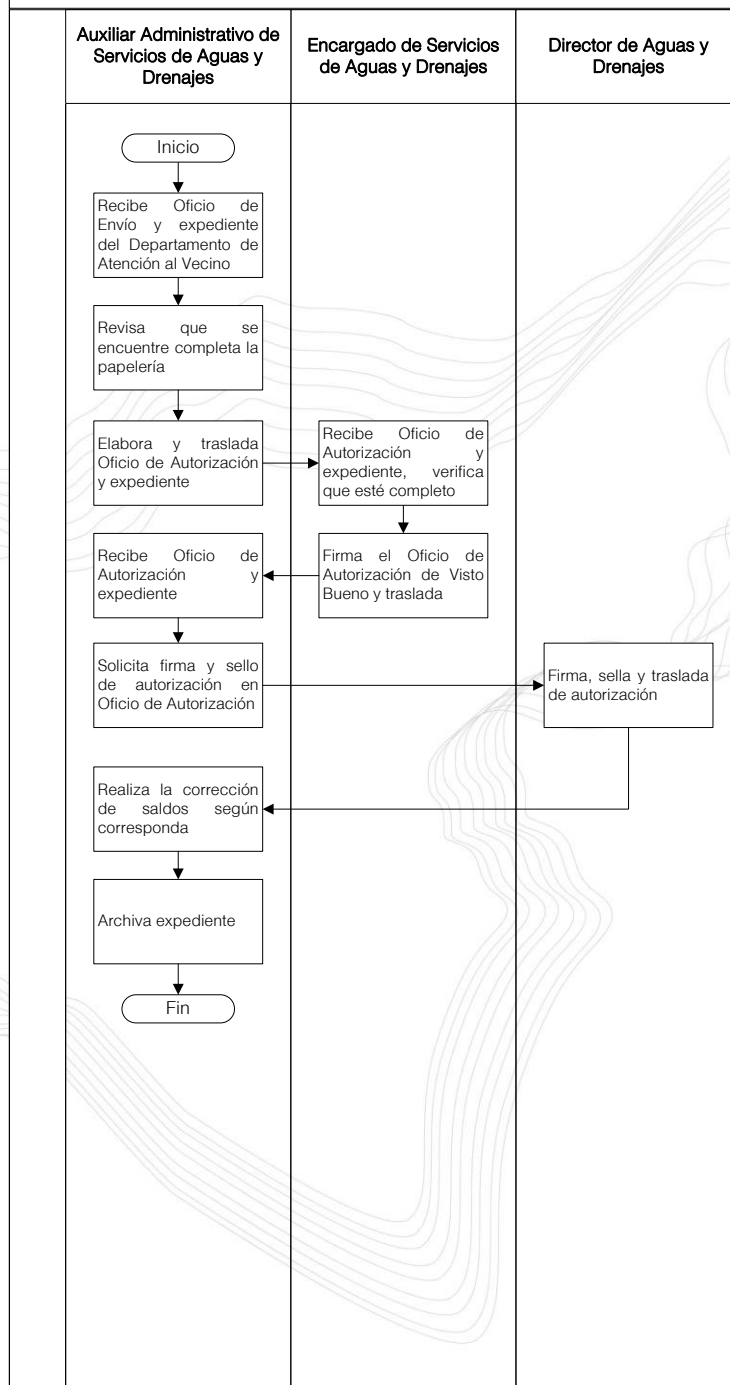 Auxiliar Administrativo de
Servicios de Aguas y
Drenajes
Encargado de Servicios
de Aguas y Drenajes
Director de Aguas y
Drenajes
Inicio
Recibe Oficio de
Envío y expediente
del Departamento de
Atención al Vecino
Revisa que se
encuentre completa la
papelería
Elabora y traslada
Oficio de Autorización
y expediente
Recibe Oficio de
Autorización y
expediente, verifica
que esté completo
Firma el Oficio de
Autorización de Visto
Bueno y traslada
Recibe Oficio de
Autorización y
expediente
Solicita firma y sello
de autorización en
Oficio de Autorización
Firma, sella y traslada
de autorización
Realiza la corrección
de saldos según
corresponda
Archiva expediente
Fin